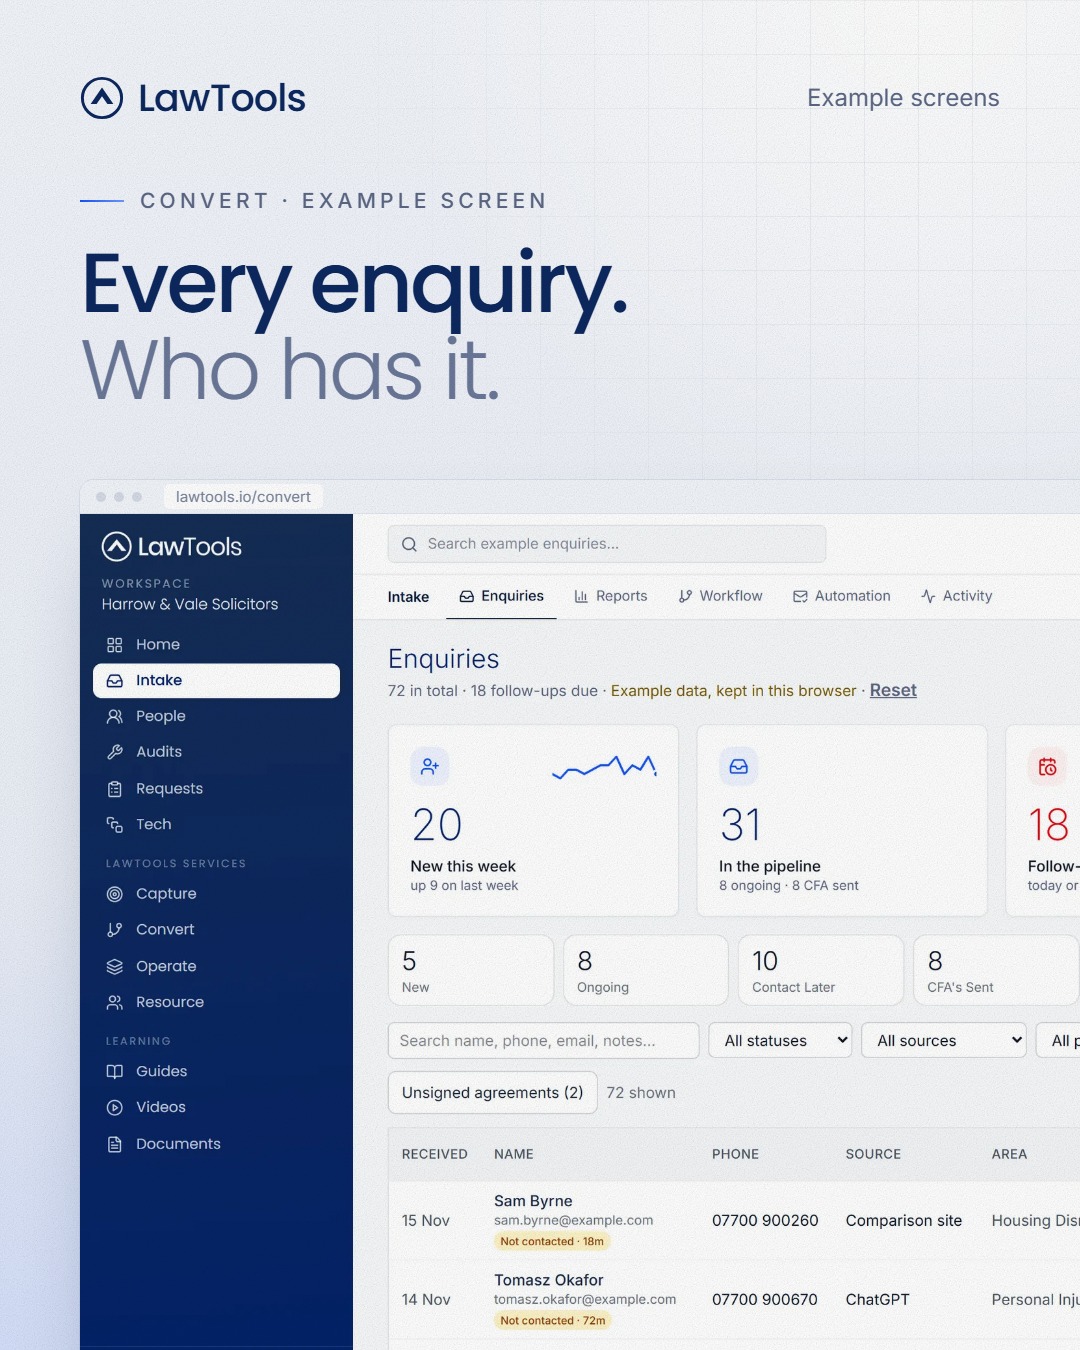 LawTools
Example screens
CONVERT · EXAMPLE SCREEN
Every enquiry.
Who has it.
lawtools.io/convert
LawTools
WORKSPACE
Harrow & Vale Solicitors
Home
Intake
People
Audits
Requests
Tech
LAWTOOLS SERVICES
Capture
Convert
Operate
Resource
LEARNING
Guides
Videos
Documents
Search example enquiries...
Intake Enquiries Reports Workflow Automation Activity
Enquiries
72 in total · 18 follow-ups due · Example data, kept in this browser · Reset
20
New this week
up 9 on last week
31
In the pipeline
8 ongoing · 8 CFA sent
18
Follow-
today or
5
New
8
Ongoing
10
Contact Later
8
CFA's Sent
Search name, phone, email, notes...
All statuses
All sources
All p
Unsigned agreements (2) 72 shown
RECEIVED NAME PHONE SOURCE AREA
15 Nov Sam Byrne 07700 900260 Comparison site Housing Dis
sam.byrne@example.com
Not contacted · 18m
14 Nov Tomasz Okafor 07700 900670 ChatGPT Personal Inju
tomasz.okafor@example.com
Not contacted · 72m